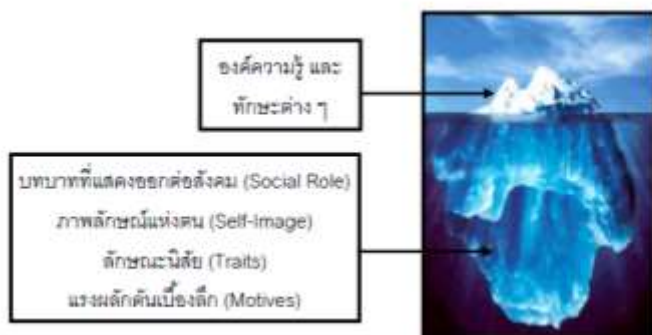 องค์ความรู้ และ
ทักษะต่าง ๆ
บทบาทที่แสดงออกต่อสังคม (Social Role)
ภาพลักษณ์แห่งตน (Self-Image)
ลักษณะนิสัย (Traits)
แรงผลักดันเบื้องลึก (Motives)